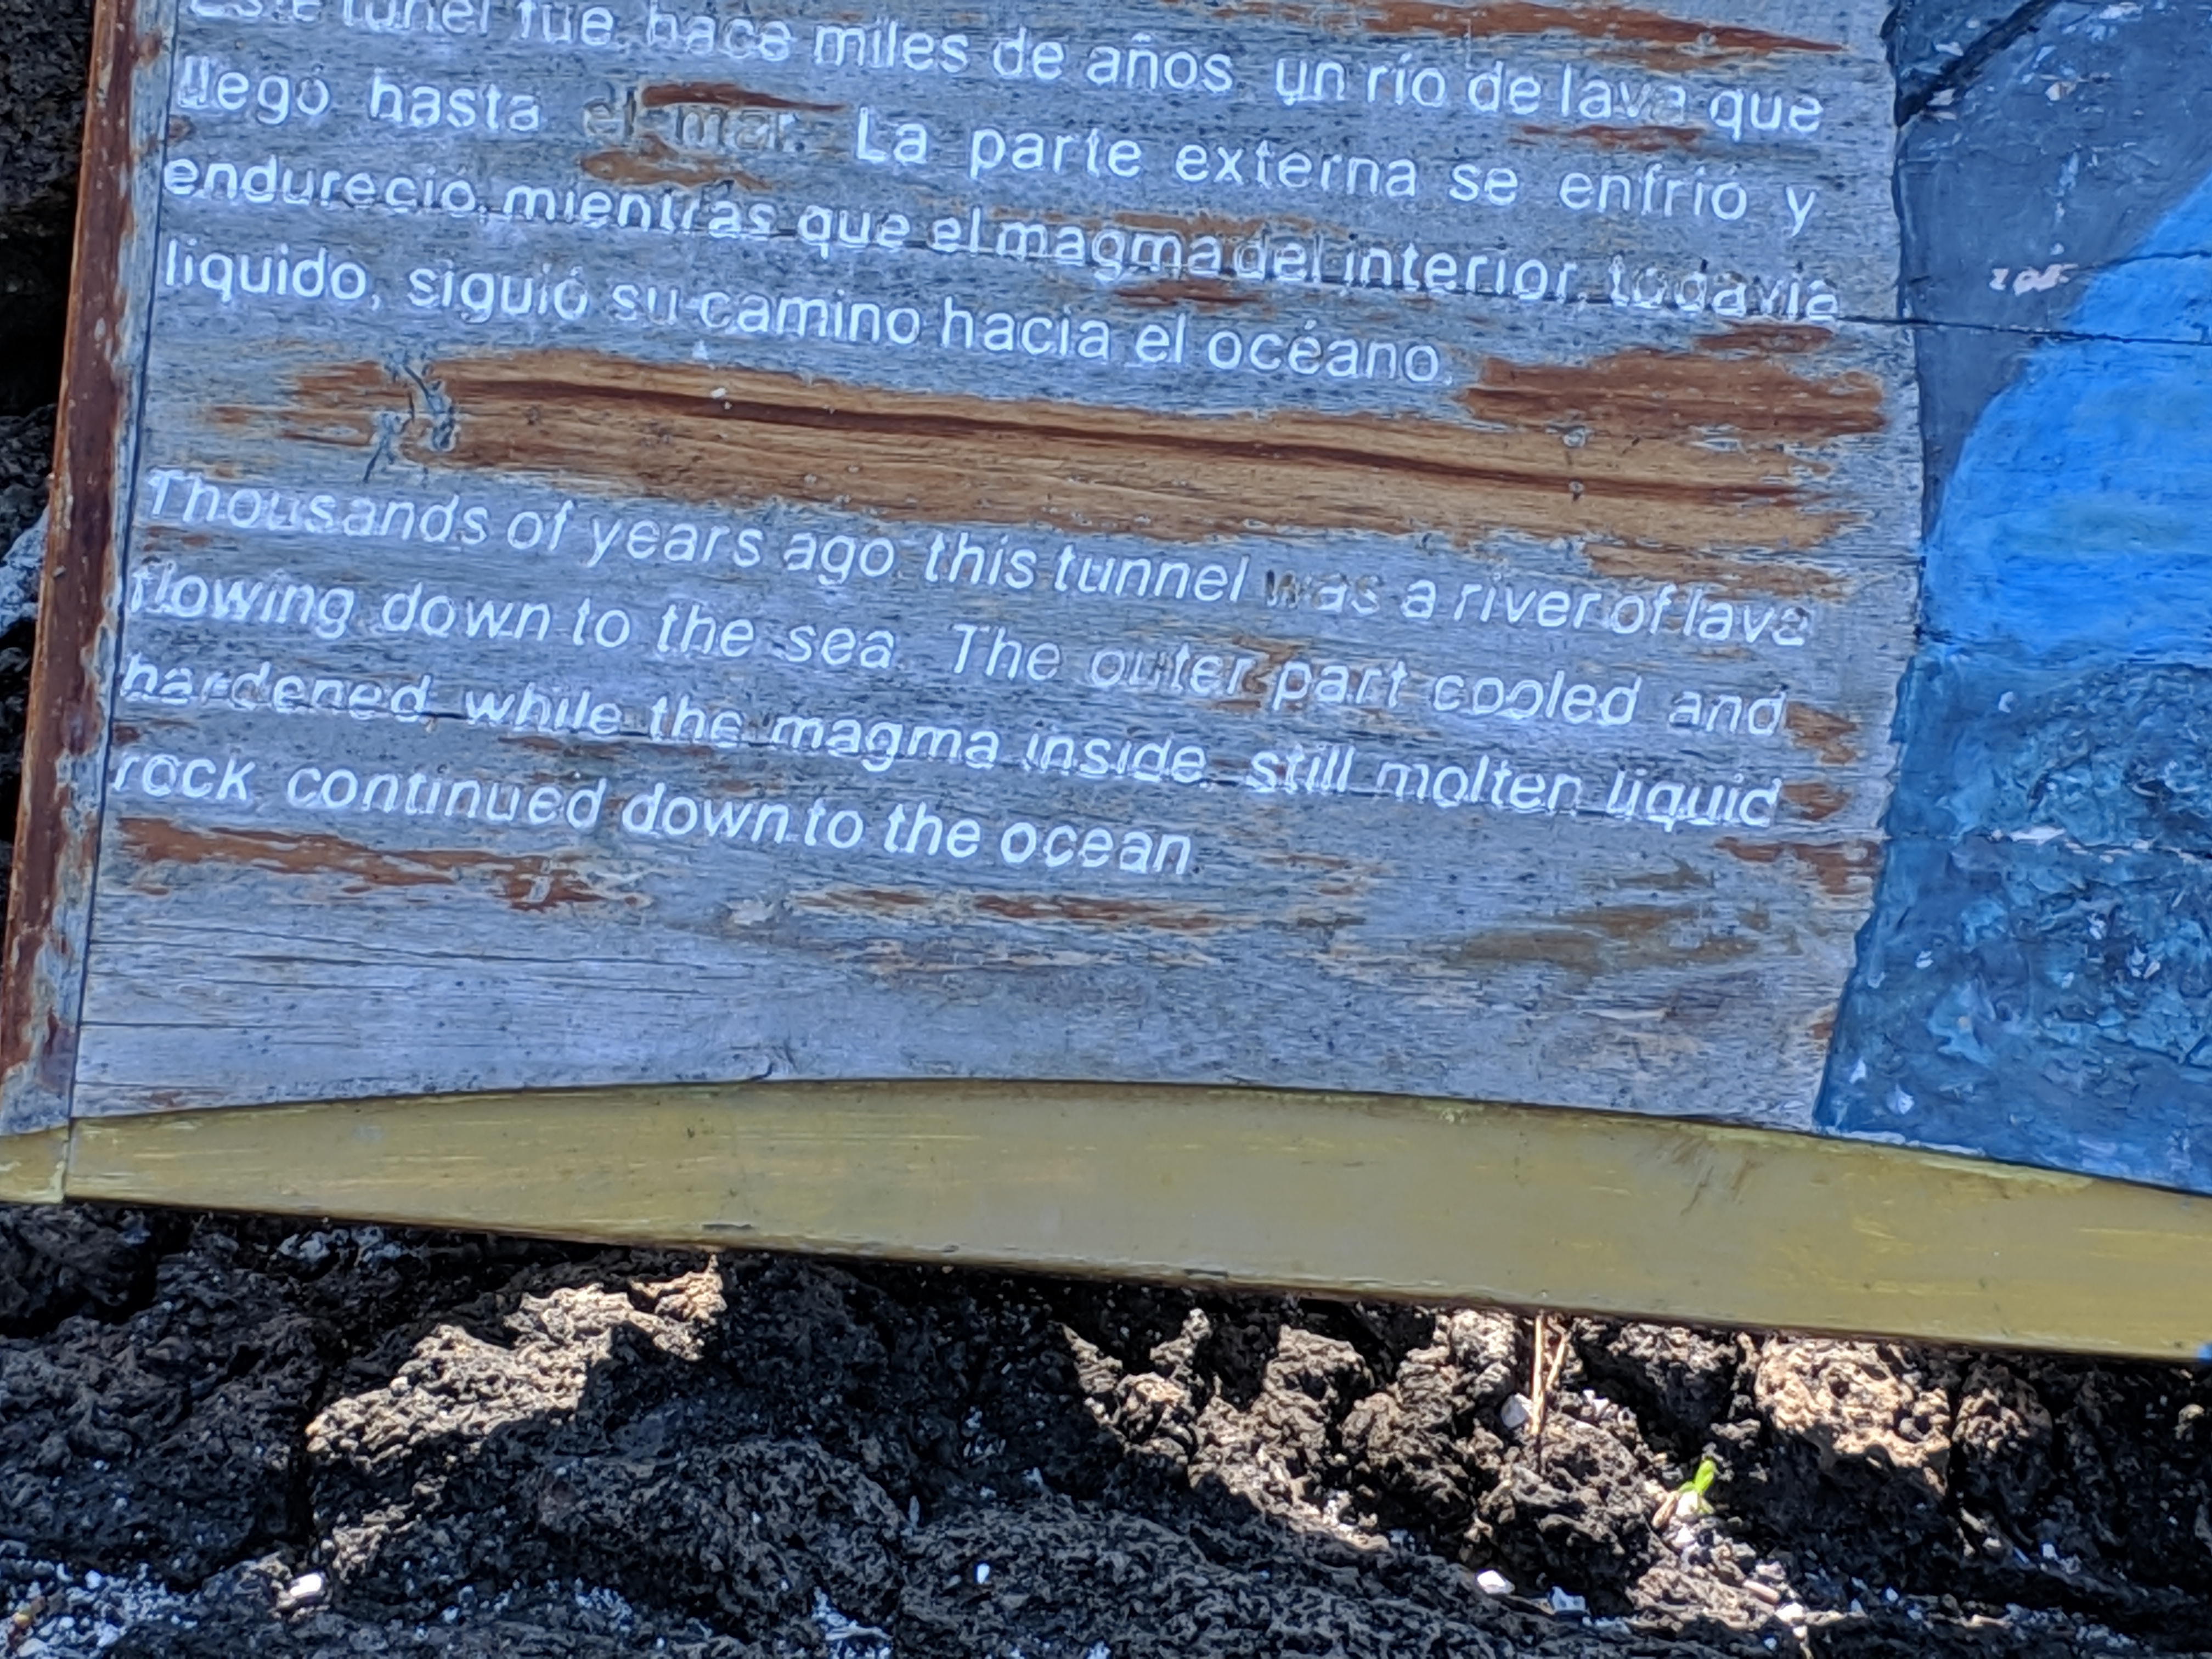 Este túnel fue, hace miles de años, un río de lava que
llegó hasta el mar. La parte externa se enfrió y
endureció, mientras que el magma del interior, todavía
líquido, siguió su camino hacia el océano.
Thousands of years ago, this tunnel was a river of lava
flowing down to the sea. The outer part cooled and
hardened, while the magma inside, still molten liquid
rock, continued down to the ocean.